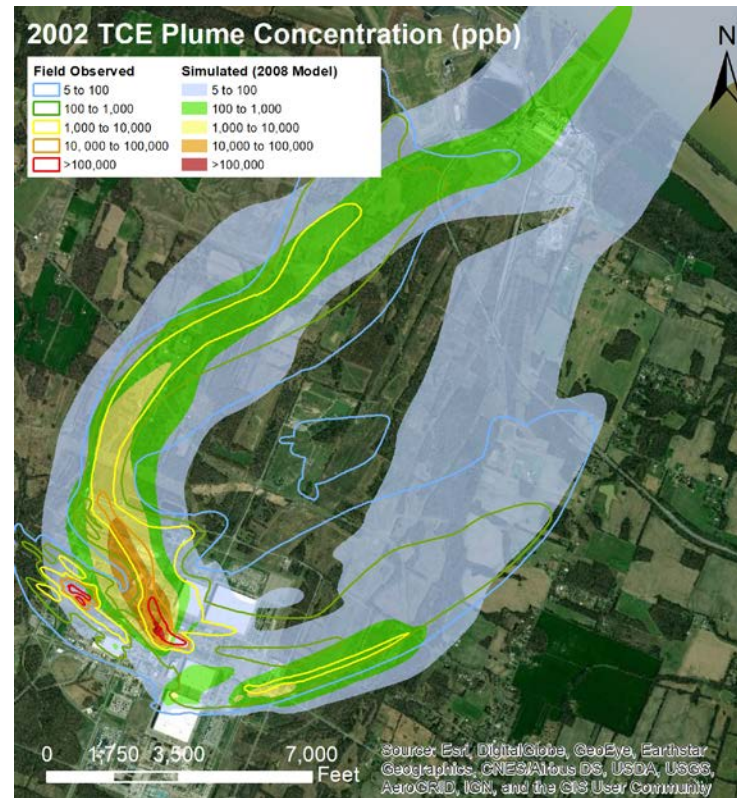 2002 TCE Plume Concentration (ppb)
N
Field Observed
5 to 100
100 to 1,000
1,000 to 10,000
10, 000 to 100,000
>100,000
Simulated (2008 Model)
5 to 100
100 to 1,000
1,000 to 10,000
10,000 to 100,000
>100,000
0 1,750 3,500 7,000
Feet
Source: Esri, DigitalGlobe, GeoEye, Earthstar
Geographics, CNES/Airbus DS, USDA, USGS,
AeroGRID, IGN, and the GIS User Community